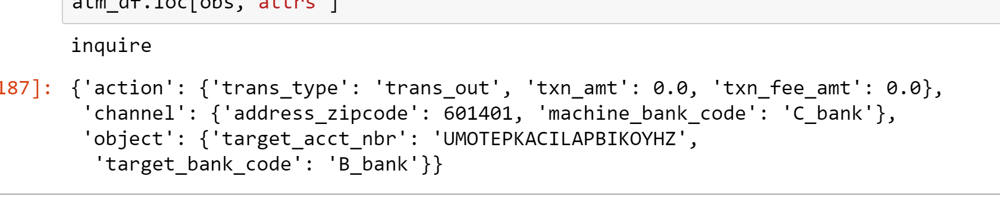 atm_df.loc[obs, 'attrs']
inquire
187]: {'action': {'trans_type': 'trans_out', 'txn_amt': 0.0, 'txn_fee_amt': 0.0},
'channel': {'address_zipcode': 601401, 'machine_bank_code': 'C_bank'},
'object': {'target_acct_nbr': 'UMOTEPKACILAPBIKOYHZ',
'target_bank_code': 'B_bank'}}